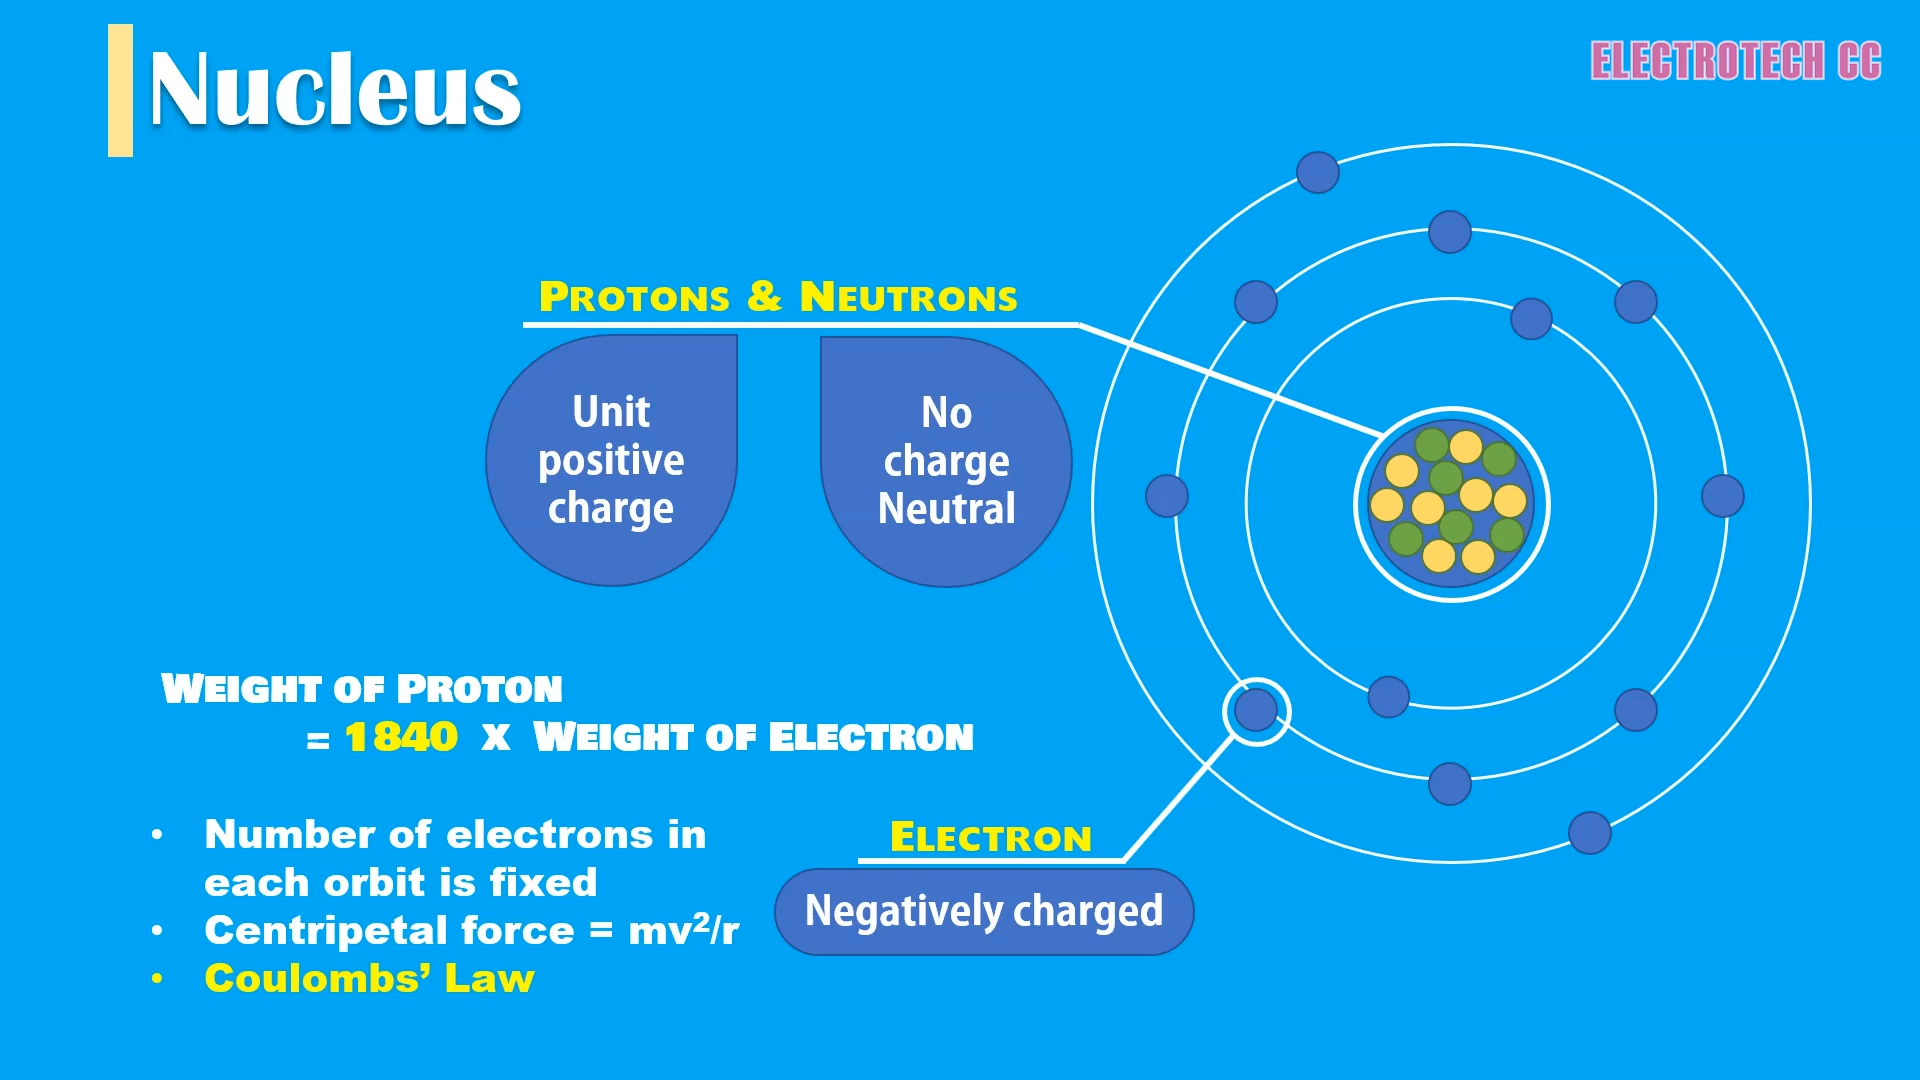 Nucleus
ELECTROTECH CC
PROTONS & NEUTRONS
Unit
positive
charge
No
charge
Neutral
WEIGHT OF PROTON
= 1840 X WEIGHT OF ELECTRON
• Number of electrons in
each orbit is fixed
• Centripetal force = mv²/r
• Coulombs’ Law
ELECTRON
Negatively charged